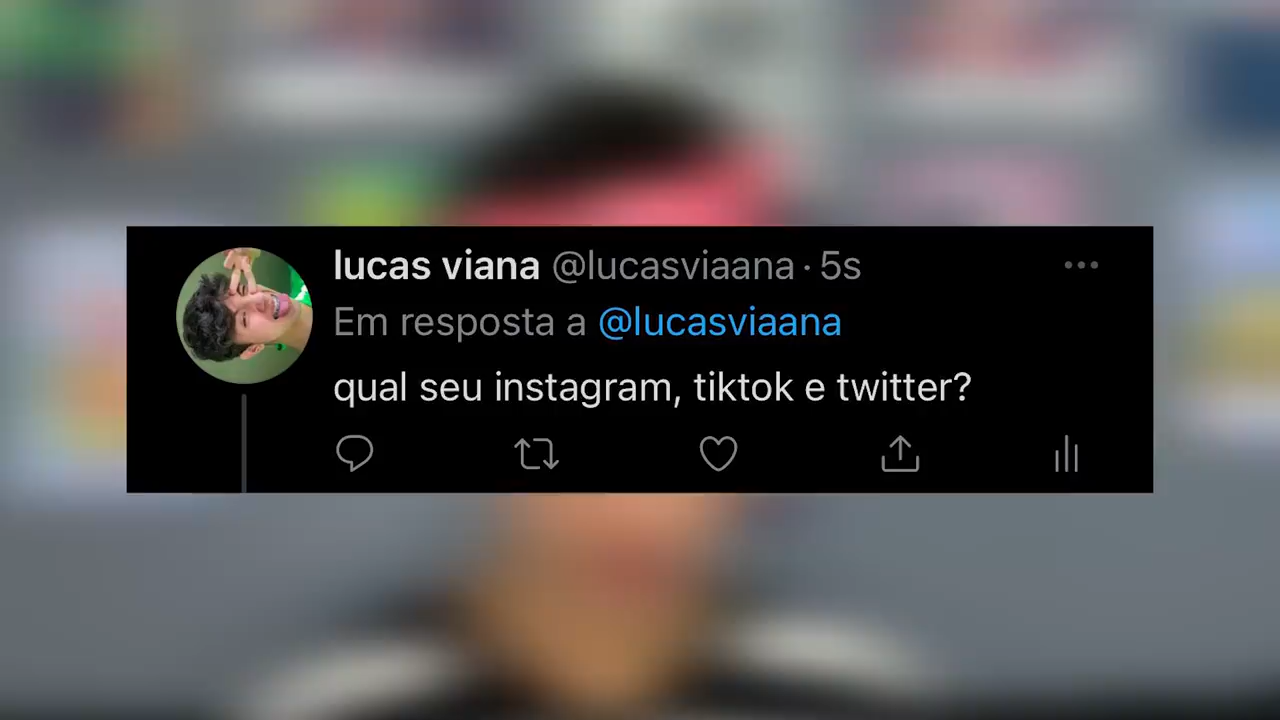 lucas viana @lucasviaana · 5s
Em resposta a @lucasviaana
qual seu instagram, tiktok e twitter?